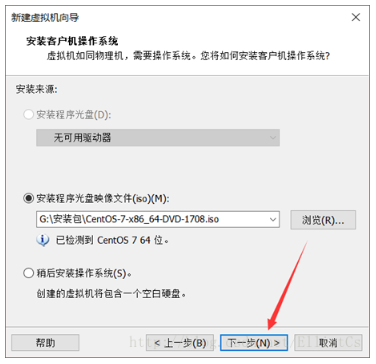 新建虚拟机向导
安装客户机操作系统
虚拟机如同物理机，需要操作系统。您将如何安装客户机操作系统?
安装来源:
安装程序光盘(D):
无可用驱动器
安装程序光盘映像文件(iso)(M):
G:\安装包\CentOS-7-x86_64-DVD-1708.iso
浏览(R)...
已检测到 CentOS 7 64 位。
稍后安装操作系统(S)。
创建的虚拟机将包含一个空白硬盘。
帮助
< 上一步(B)
下一步(N) >
取消